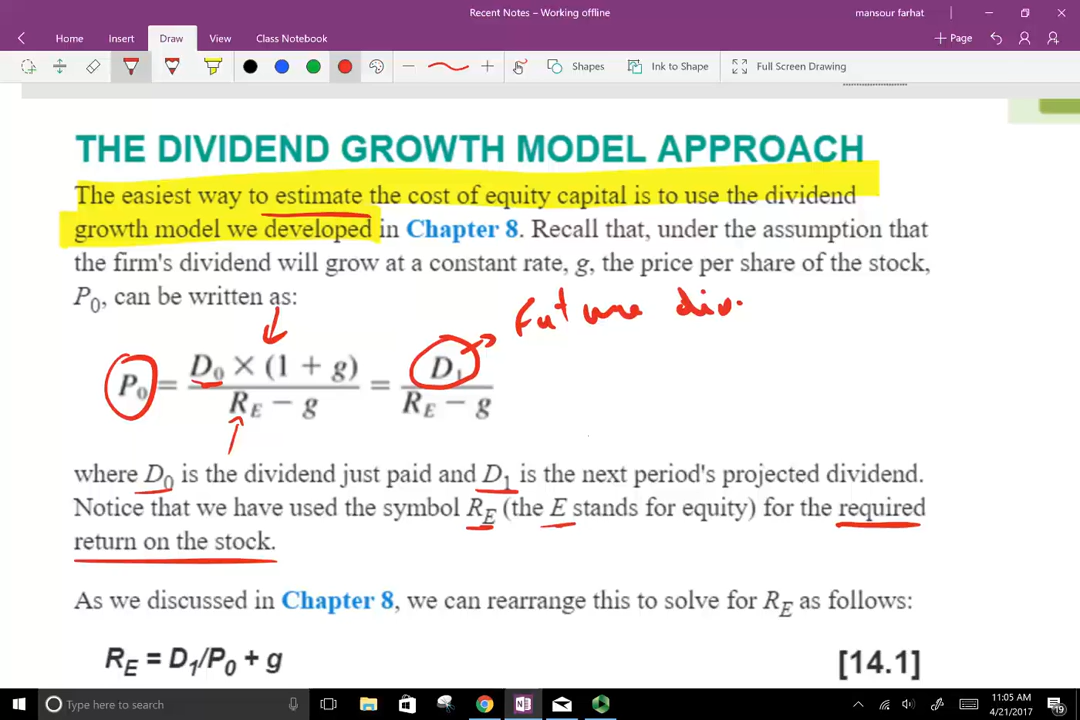 Recent Notes – Working offline
mansour farhat
Home Insert Draw View Class Notebook
Page
Shapes Ink to Shape Full Screen Drawing
THE DIVIDEND GROWTH MODEL APPROACH
The easiest way to estimate the cost of equity capital is to use the dividend
growth model we developed in Chapter 8. Recall that, under the assumption that
the firm's dividend will grow at a constant rate, g, the price per share of the stock,
P₀, can be written as:
Future div.
P₀ = D₀ × (1 + g) / R_E − g = D₁ / R_E − g
where D₀ is the dividend just paid and D₁ is the next period's projected dividend.
Notice that we have used the symbol R_E (the E stands for equity) for the required
return on the stock.
As we discussed in Chapter 8, we can rearrange this to solve for R_E as follows:
R_E = D₁/P₀ + g [14.1]
Type here to search
11:05 AM
4/21/2017
19